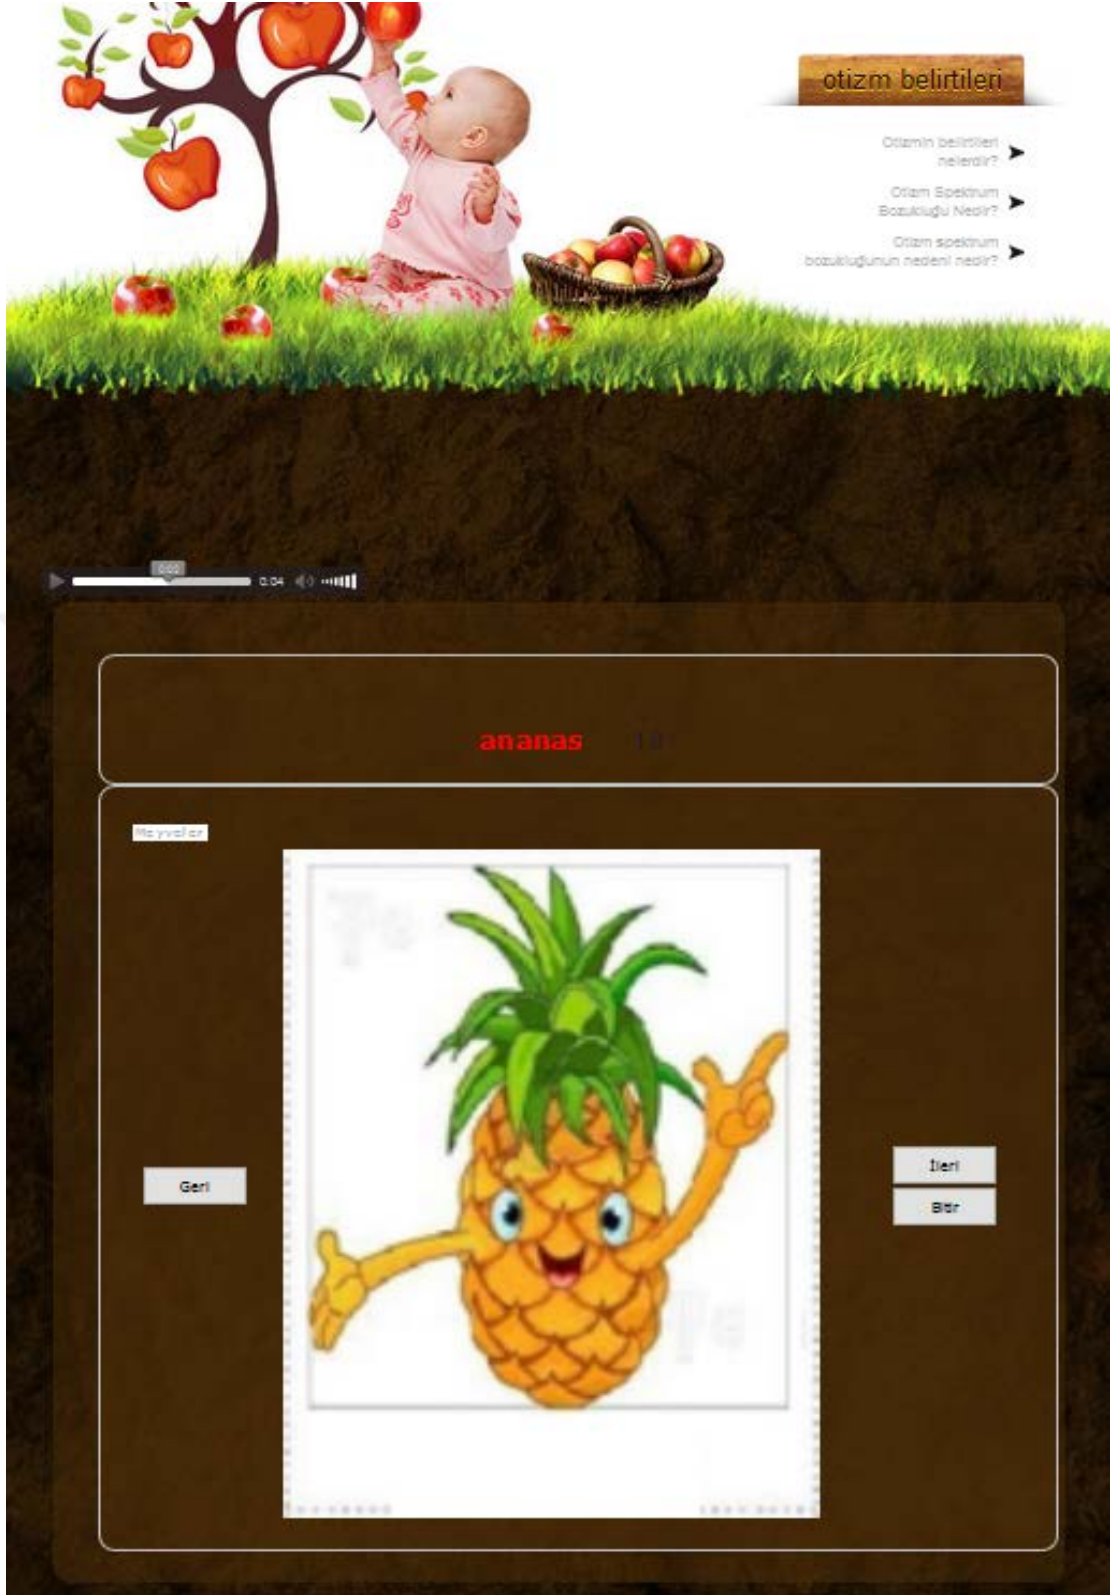 otizm belirtileri
Otizmin belirtileri
nelerdir?
Otizm Spektrum
Bozukluğu Nedir?
Otizm spektrum
bozukluğunun nedeni nedir?
0:04
ananas
Meyveler
Geri
İleri
Bitir